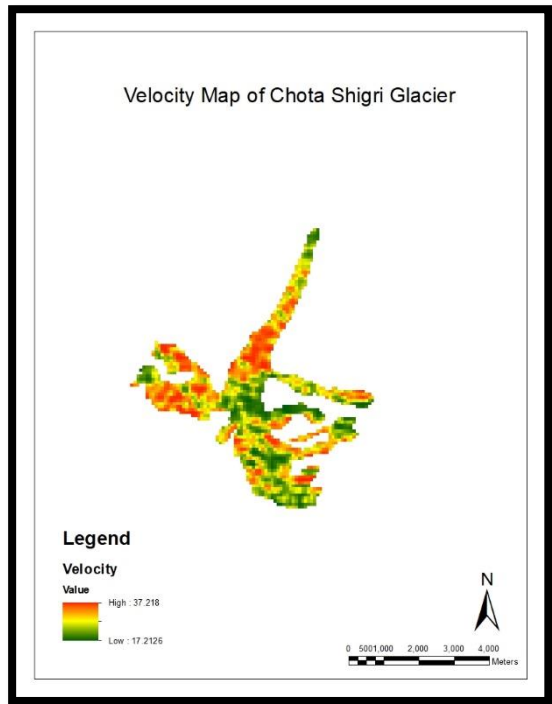 Velocity Map of Chota Shigri Glacier
Legend
Velocity
Value
High : 37.218
Low : 17.2126
N
0 5001,000 2,000 3,000 4,000
Meters